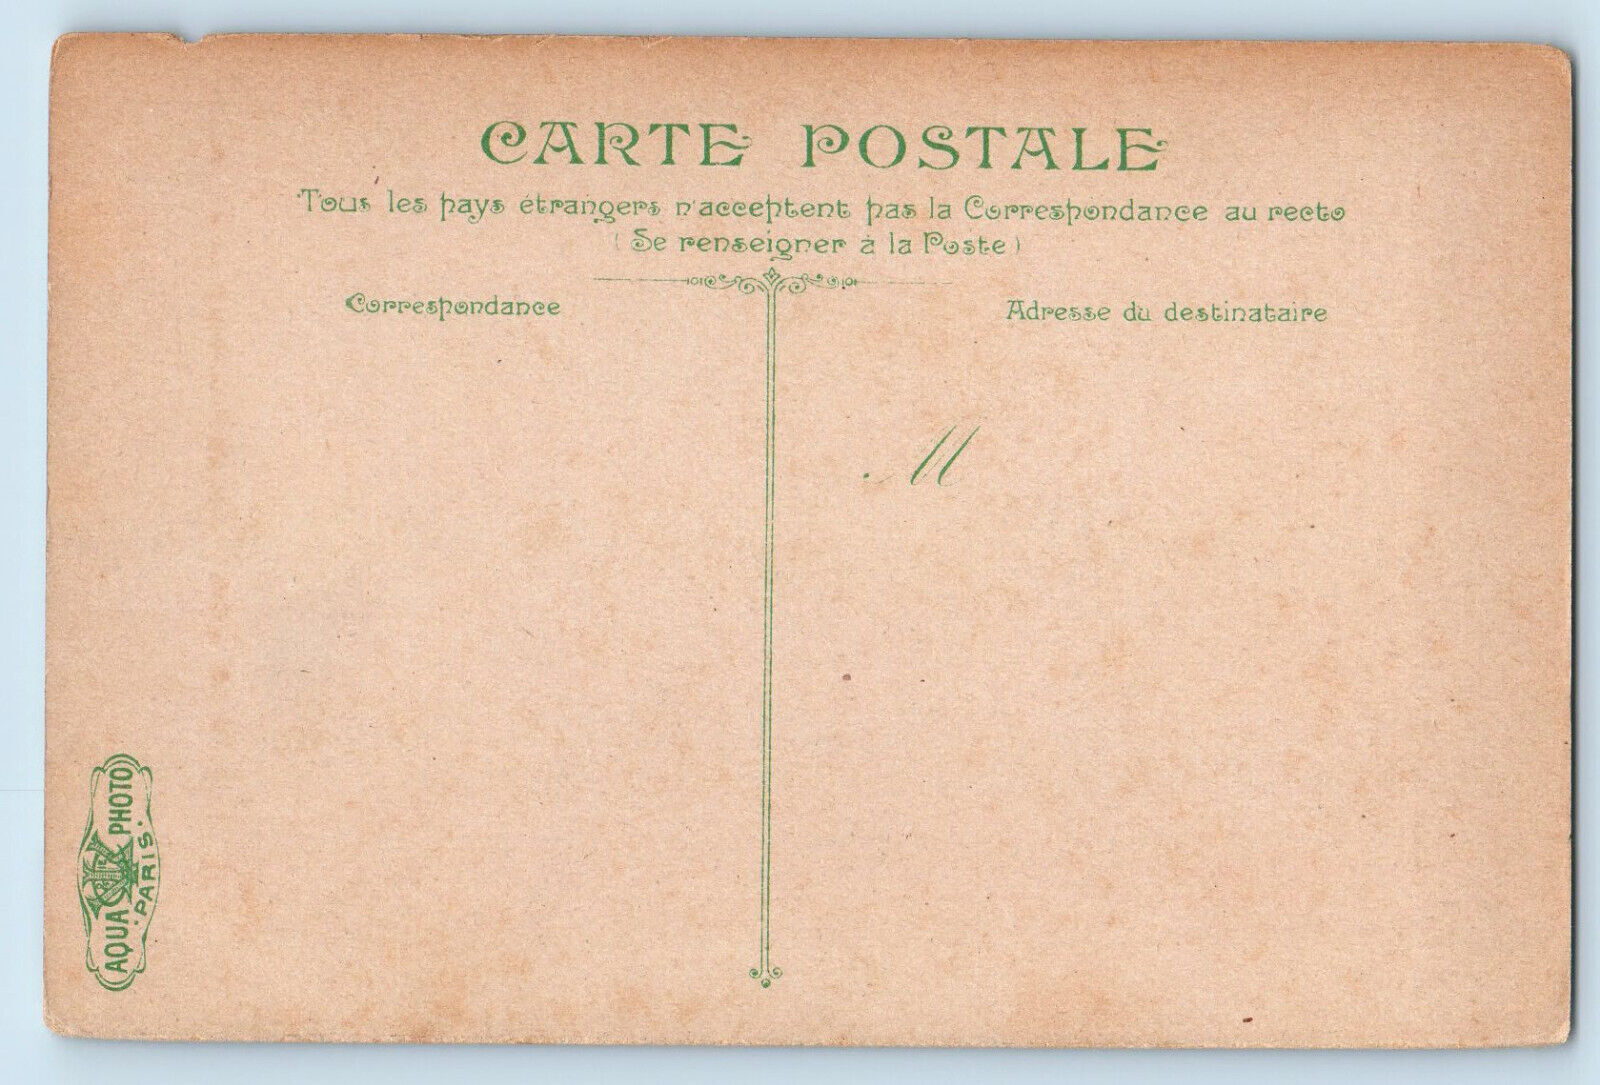 CARTE POSTALE
Tous les pays étrangers n'acceptent pas la Correspondance au recto
(Se renseigner à la Poste)
Correspondance
Adresse du destinataire
M
AQUA PHOTO
PARIS